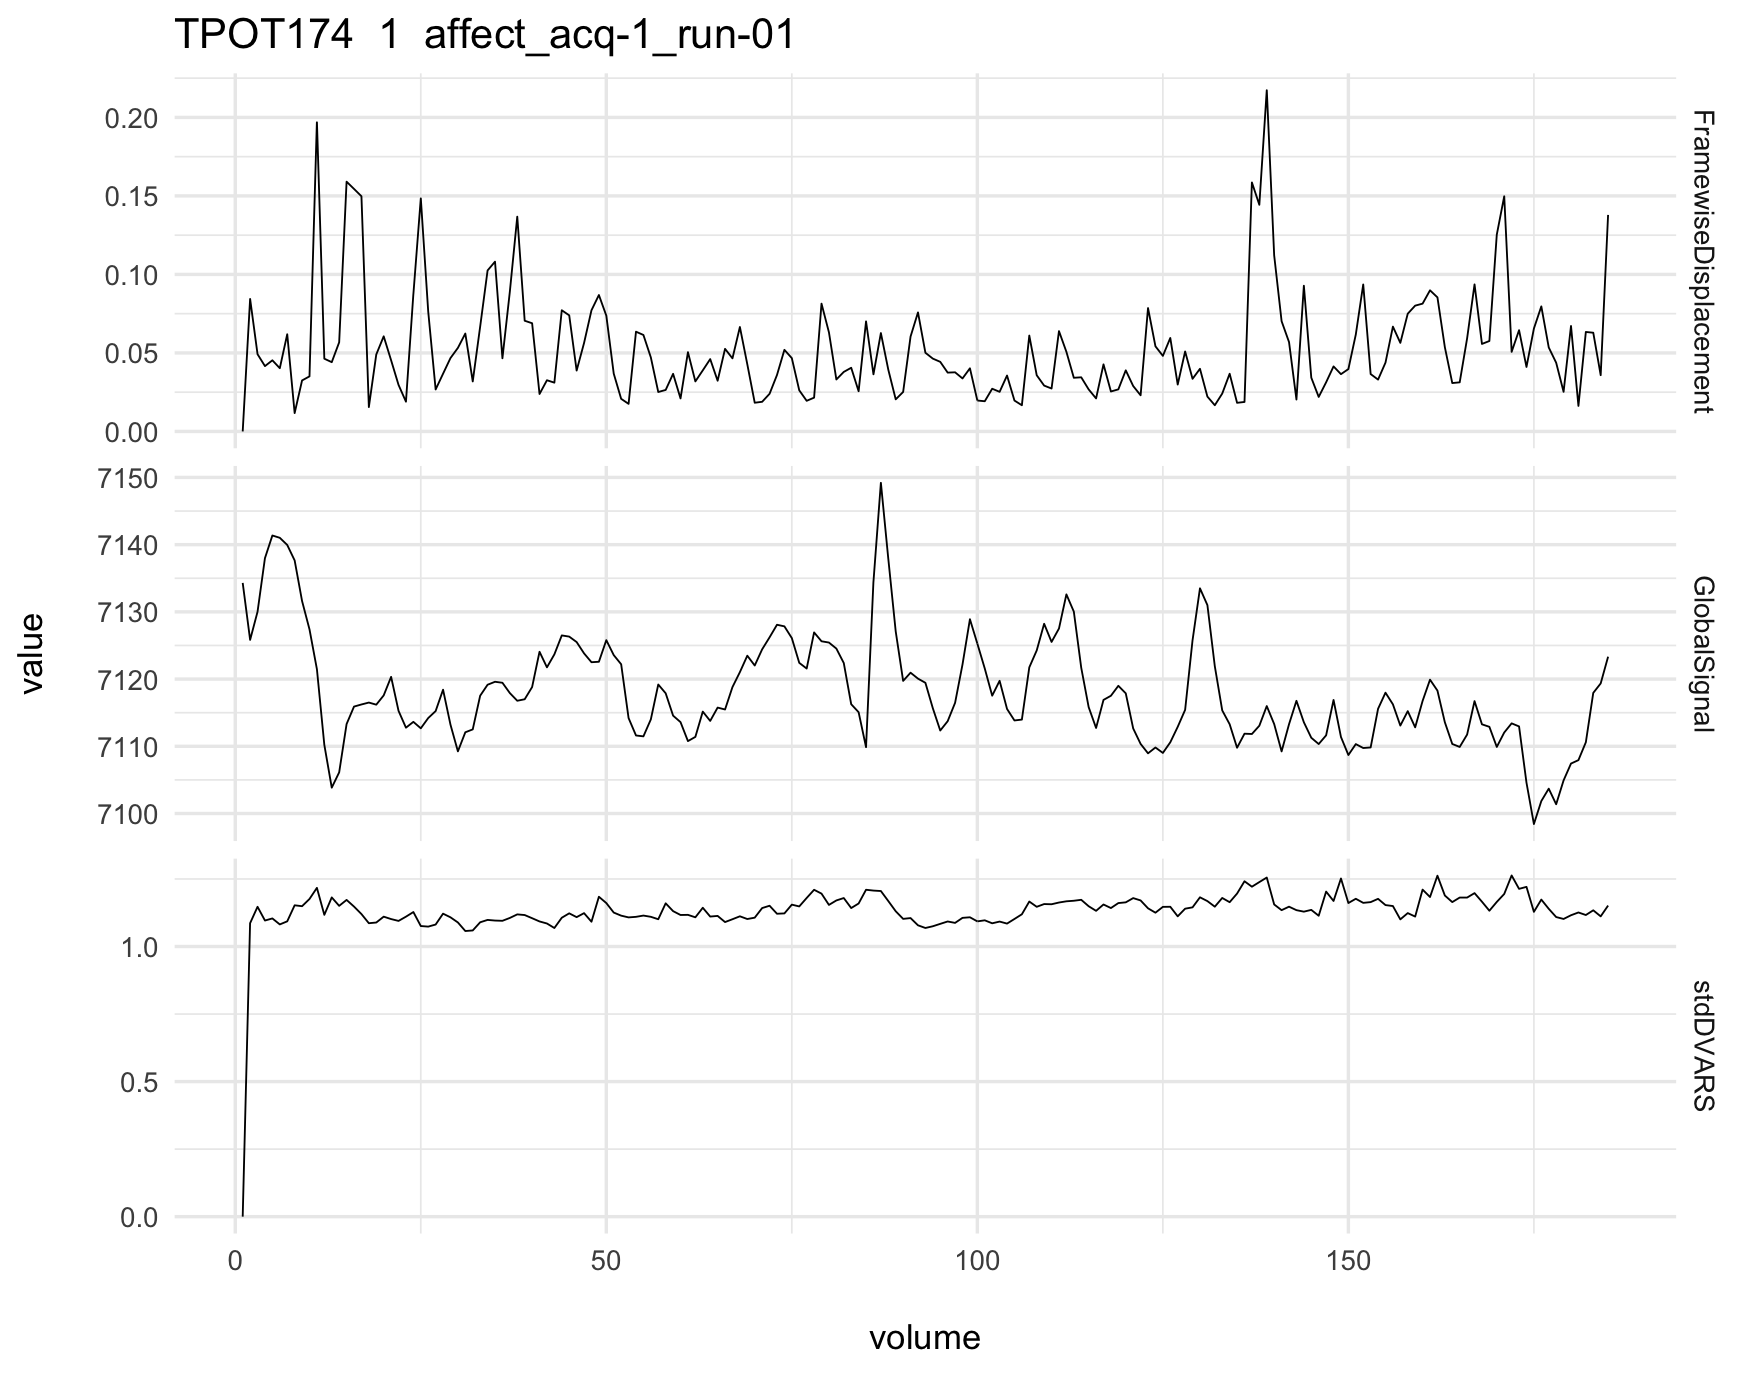 TPOT174 1 affect_acq-1_run-01
0.20
0.15
0.10
0.05
0.00
FramewiseDisplacement
7150
7140
7130
7120
7110
7100
GlobalSignal
value
1.0
0.5
0.0
stdDVARS
0 50 100 150
volume